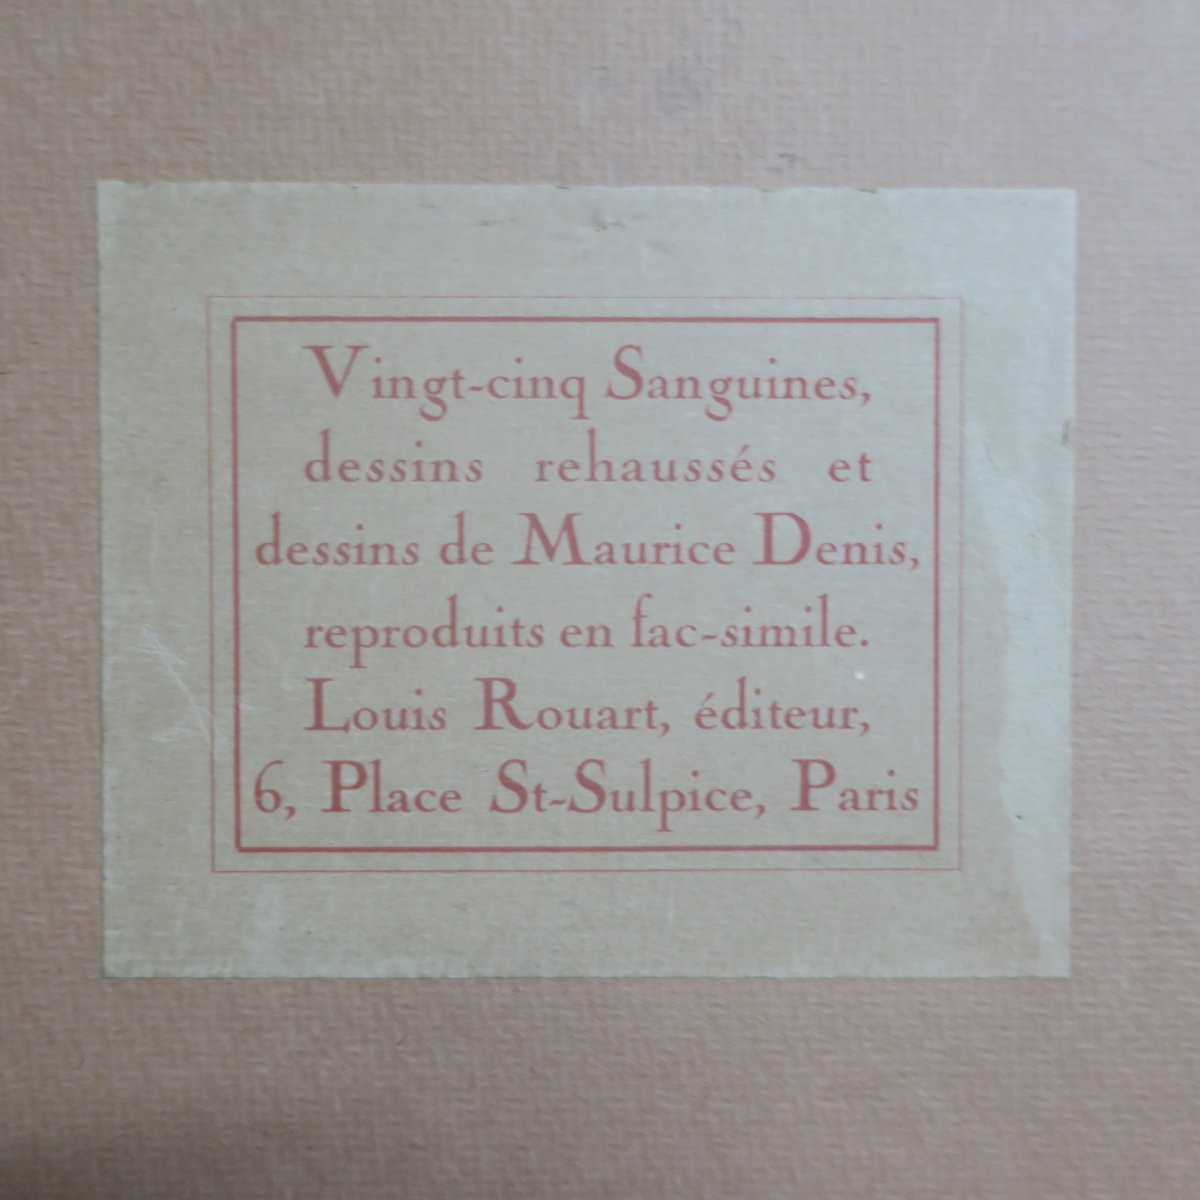 Vingt-cinq Sanguines,
dessins rehaussés et
dessins de Maurice Denis,
reproduits en fac-simile.
Louis Rouart, éditeur,
6, Place St-Sulpice, Paris